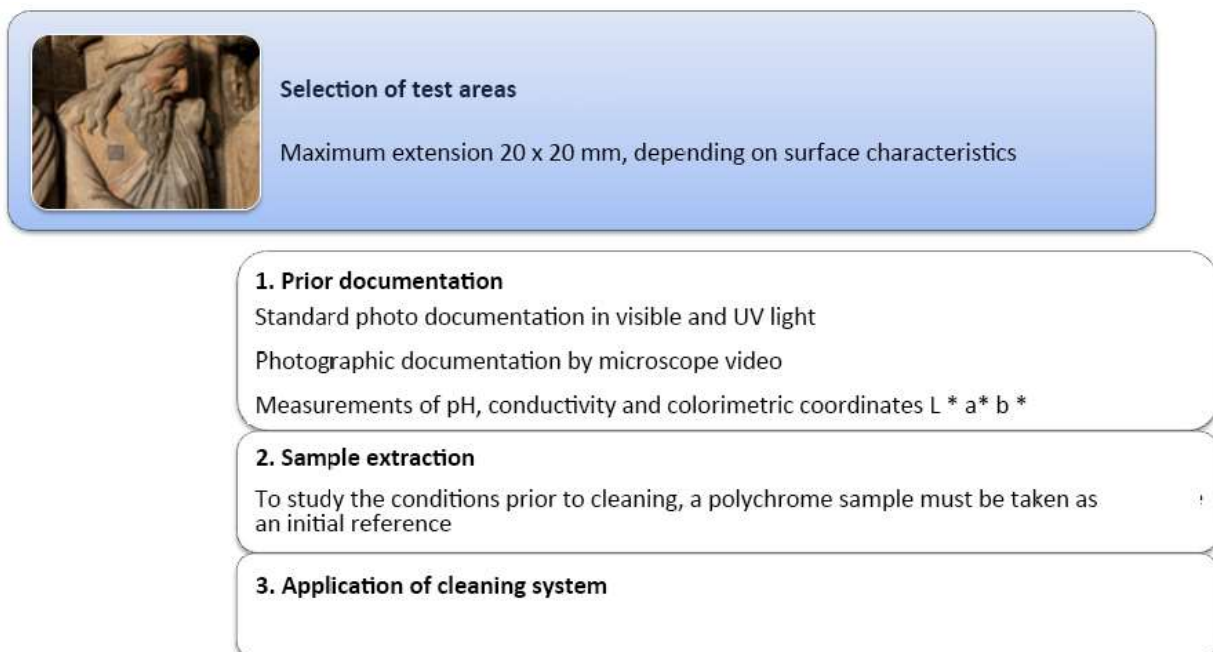 Selection of test areas
Maximum extension 20 x 20 mm, depending on surface characteristics
1. Prior documentation
Standard photo documentation in visible and UV light
Photographic documentation by microscope video
Measurements of pH, conductivity and colorimetric coordinates L * a* b *
2. Sample extraction
To study the conditions prior to cleaning, a polychrome sample must be taken as
an initial reference
3. Application of cleaning system